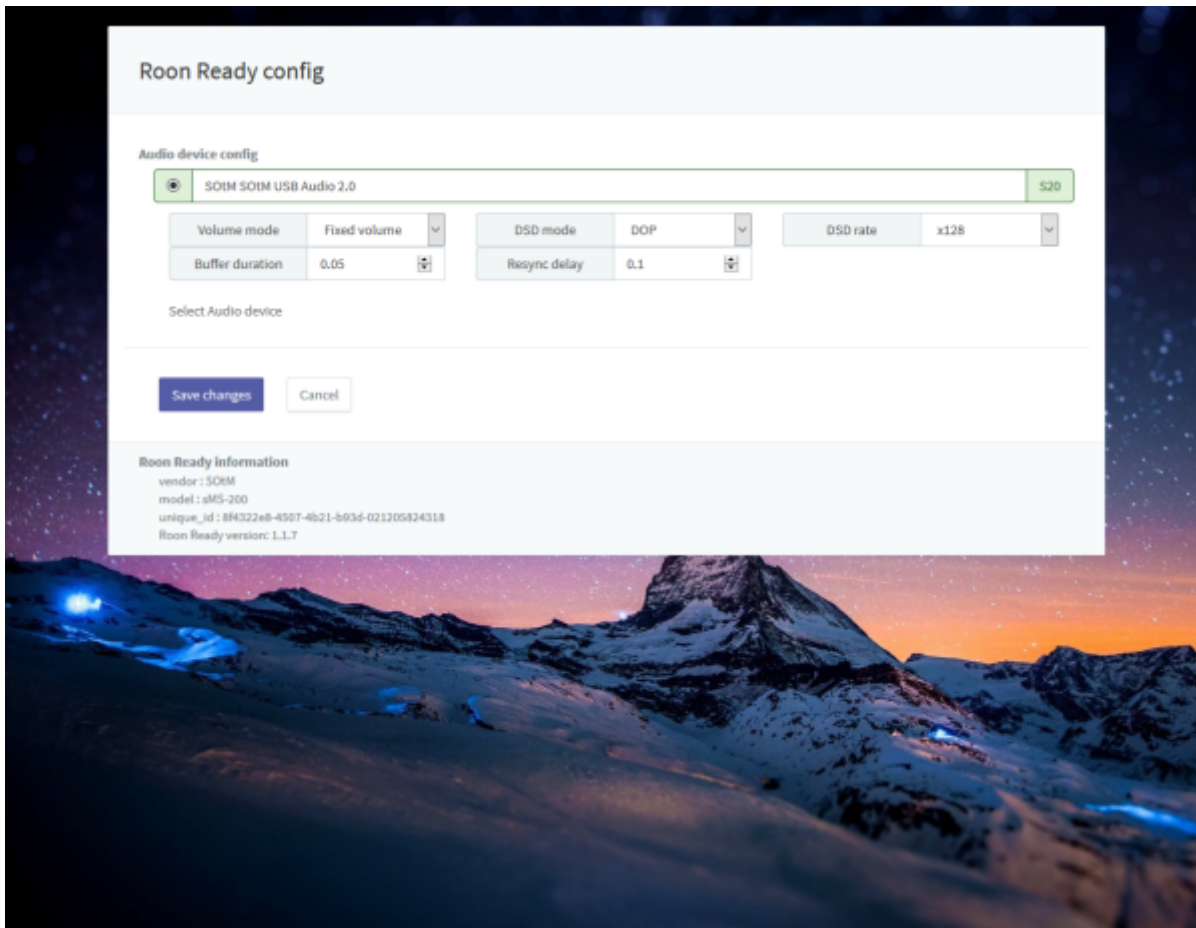 Roon Ready config
Audio device config
SOtM SOtM USB Audio 2.0 S20
Volume mode Fixed volume DSD mode DOP DSD rate x128
Buffer duration 0.05 Resync delay 0.1
Select Audio device
Save changes Cancel
Roon Ready information
vendor : SOtM
model : sMS-200
unique_id : 8f4322e8-4507-4b21-b93d-021205824318
Roon Ready version: 1.1.7